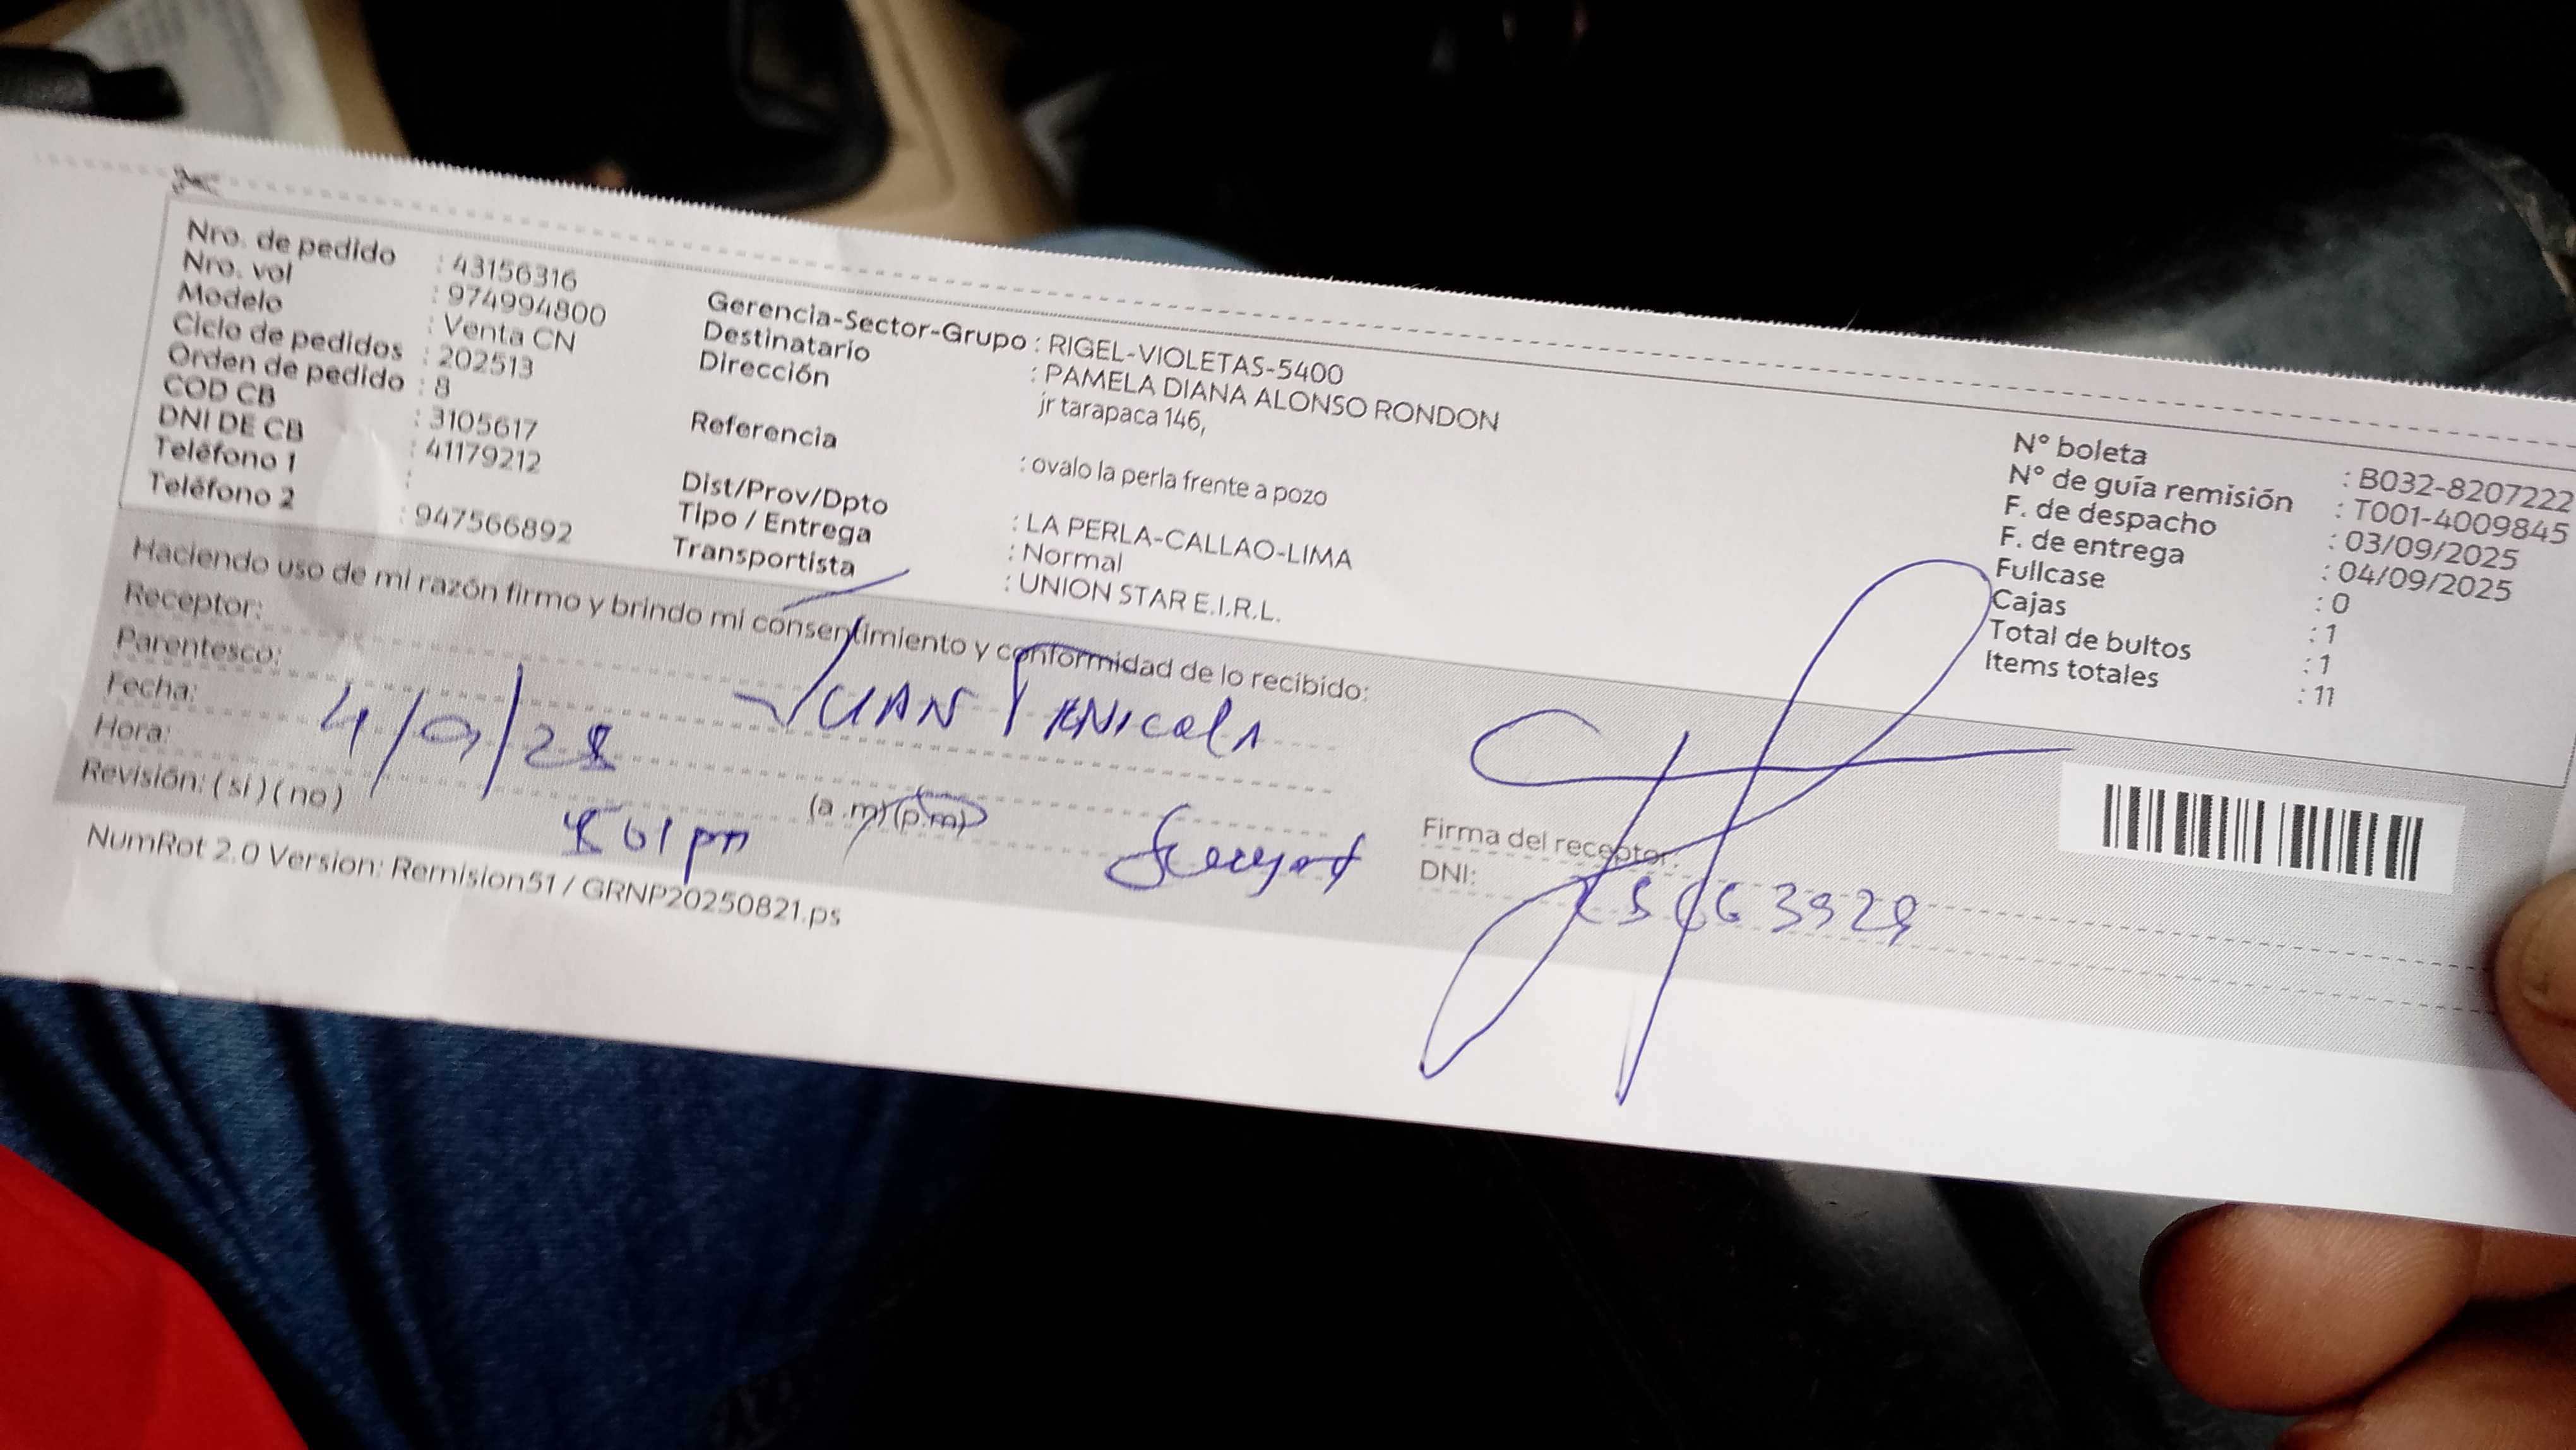 Nro. de pedido : 43156316
Nro. vol : 974994800
Modelo : Venta CN
Ciclo de pedidos : 202513
Orden de pedido : 8
COD CB : 3105617
DNI DE CB : 41179212
Teléfono 1 :
Teléfono 2 : 947566892
Gerencia-Sector-Grupo : RIGEL-VIOLETAS-5400
Destinatario : PAMELA DIANA ALONSO RONDON
Dirección jr tarapaca 146,
Referencia : ovalo la perla frente a pozo
Dist/Prov/Dpto : LA PERLA-CALLAO-LIMA
Tipo / Entrega : Normal
Transportista : UNION STAR E.I.R.L.
N° boleta : B032-8207222
N° de guía remisión : T001-4009845
F. de despacho : 03/09/2025
F. de entrega : 04/09/2025
Fullcase : 0
Cajas : 1
Total de bultos : 1
Items totales : 11
Haciendo uso de mi razón firmo y brindo mi consentimiento y conformidad de lo recibido:
Receptor: JUAN
Parentesco:
Fecha: 4/9/25
Hora: (a.m) (p.m)
Revisión: (si) (no)
Firma del receptor:
DNI:
NumRot 2.0 Version: Remision51 / GRNP20250821.ps